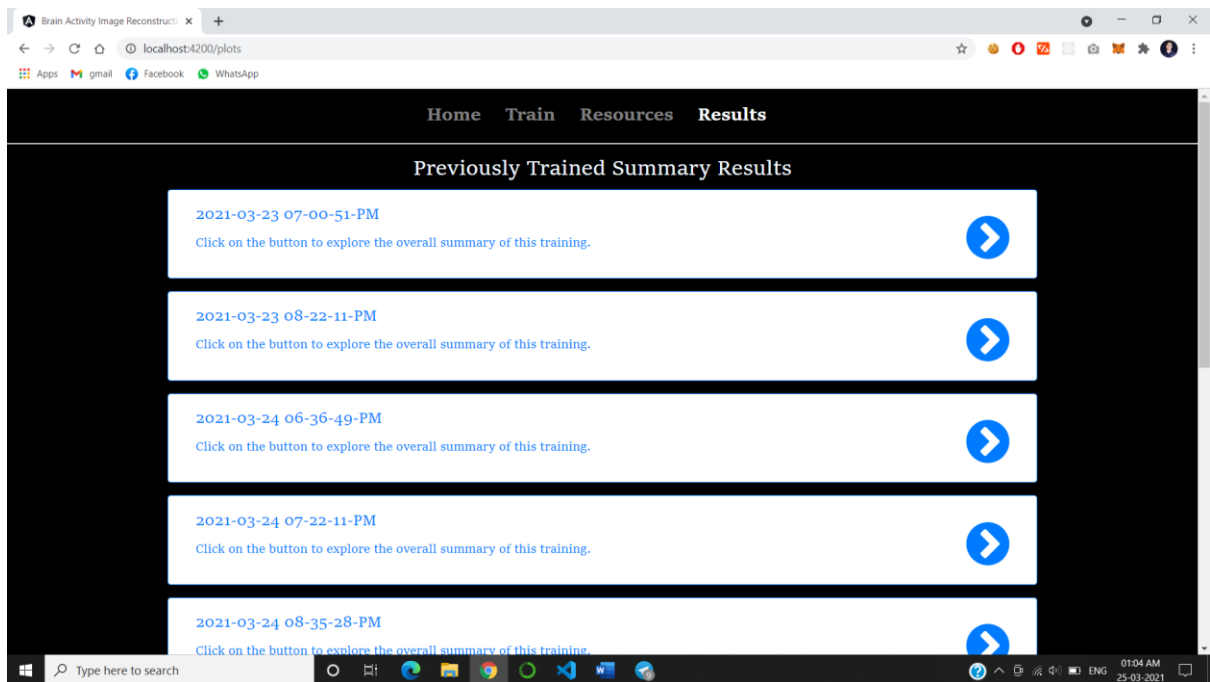 Brain Activity Image Reconstructi
localhost:4200/plots
Apps gmail Facebook WhatsApp
Home Train Resources Results
Previously Trained Summary Results
2021-03-23 07-00-51-PM
Click on the button to explore the overall summary of this training.
2021-03-23 08-22-11-PM
Click on the button to explore the overall summary of this training.
2021-03-24 06-36-49-PM
Click on the button to explore the overall summary of this training.
2021-03-24 07-22-11-PM
Click on the button to explore the overall summary of this training.
2021-03-24 08-35-28-PM
Click on the button to explore the overall summary of this training.
Type here to search
ENG
01:04 AM
25-03-2021